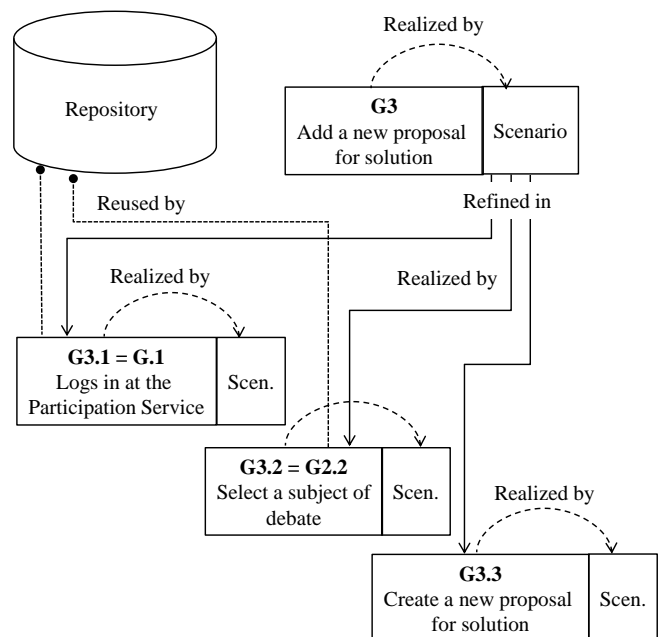 Realized by
Repository
G3
Add a new proposal
for solution
Scenario
Reused by
Refined in
Realized by
Realized by
G3.1 = G.1
Logs in at the
Participation Service
Scen.
G3.2 = G2.2
Select a subject of
debate
Scen.
Realized by
G3.3
Create a new proposal
for solution
Scen.